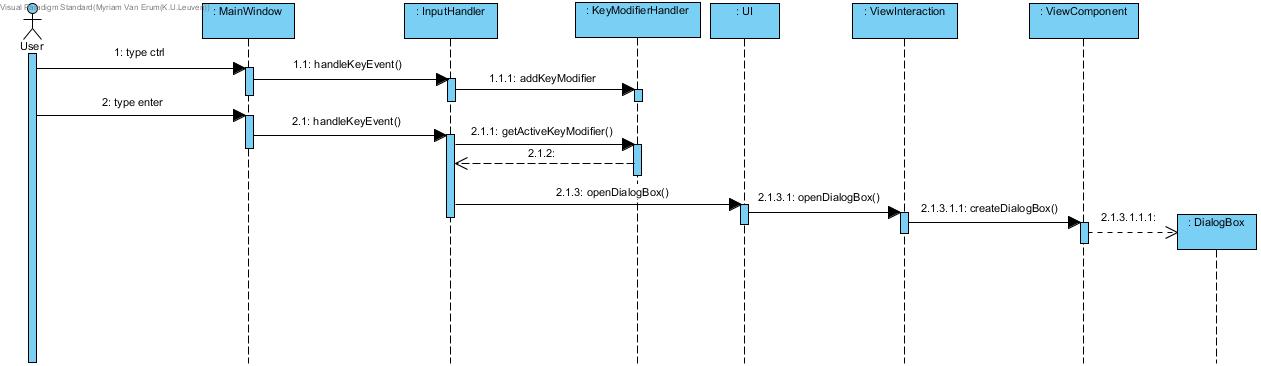 Visual Paradigm Standard(Myriam Van Erum(K.U.Leuven))
: MainWindow
: InputHandler
: KeyModifierHandler
: UI
: ViewInteraction
: ViewComponent
User
1: type ctrl
1.1: handleKeyEvent()
1.1.1: addKeyModifier
2: type enter
2.1: handleKeyEvent()
2.1.1: getActiveKeyModifier()
2.1.2:
2.1.3: openDialogBox()
2.1.3.1: openDialogBox()
2.1.3.1.1: createDialogBox()
2.1.3.1.1.1:
: DialogBox